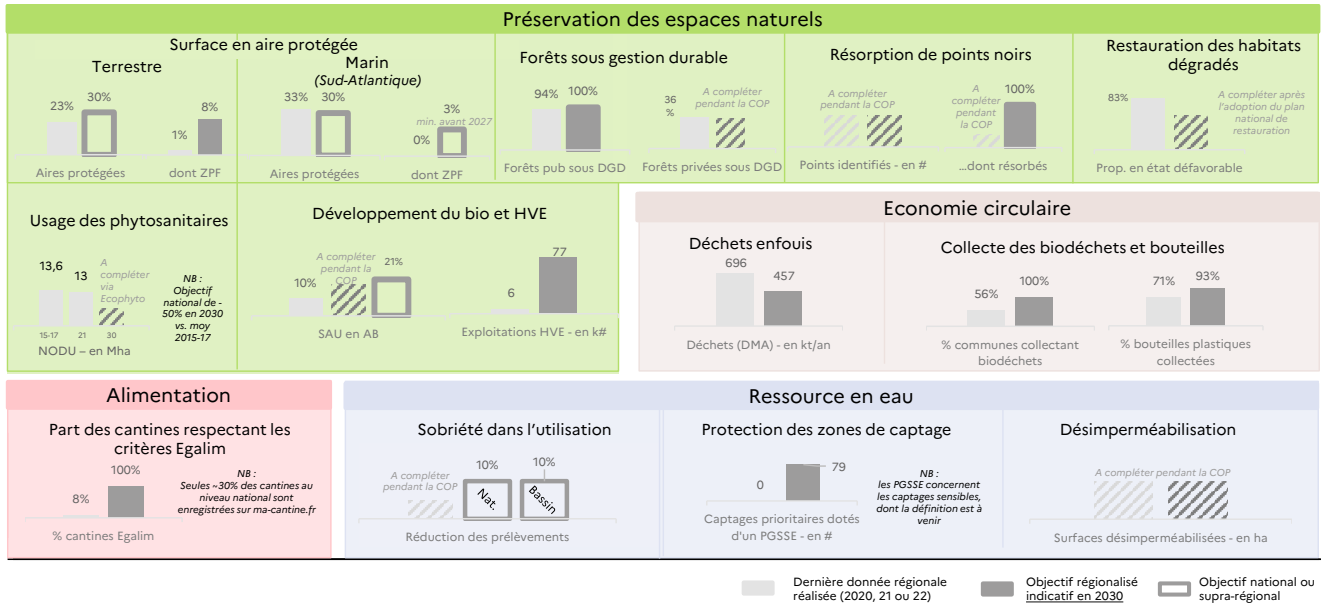 Préservation des espaces naturels
Surface en aire protégée
Terrestre
23%
30%
1%
8%
Aires protégées
dont ZPF
Marin
(Sud-Atlantique)
33%
30%
3%
min. avant 2027
0%
Aires protégées
dont ZPF
Forêts sous gestion durable
94%
100%
Forêts pub sous DGD
36
%
A compléter
pendant la COP
Forêts privées sous DGD
Résorption de points noirs
A compléter
pendant la COP
Points identifiés - en #
A
compléter
pendant
la COP
100%
...dont résorbés
Restauration des habitats
dégradés
83%
A compléter après
l'adoption du plan
national de
restauration
Prop. en état défavorable
Usage des phytosanitaires
13,6
13
A
compléter
via
Ecophyto
15-17
21
30
NODU – en Mha
NB :
Objectif
national de -
50% en 2030
vs. moy
2015-17
Développement du bio et HVE
10%
A compléter
pendant la
COP
21%
SAU en AB
6
77
Exploitations HVE - en k#
Economie circulaire
Déchets enfouis
696
457
Déchets (DMA) - en kt/an
Collecte des biodéchets et bouteilles
56%
100%
% communes collectant
biodéchets
71%
93%
% bouteilles plastiques
collectées
Alimentation
Part des cantines respectant les
critères Egalim
8%
100%
% cantines Egalim
NB :
Seules ~30% des cantines au
niveau national sont
enregistrées sur ma-cantine.fr
Ressource en eau
Sobriété dans l'utilisation
A compléter
pendant la COP
10%
Nat.
10%
Bassin
Réduction des prélèvements
Protection des zones de captage
0
79
Captages prioritaires dotés
d'un PGSSE - en #
NB :
les PGSSE concernent
les captages sensibles,
dont la définition est à
venir
Désimperméabilisation
A compléter pendant la COP
Surfaces désimperméabilisées - en ha
Dernière donnée régionale
réalisée (2020, 21 ou 22)
Objectif régionalisé
indicatif en 2030
Objectif national ou
supra-régional